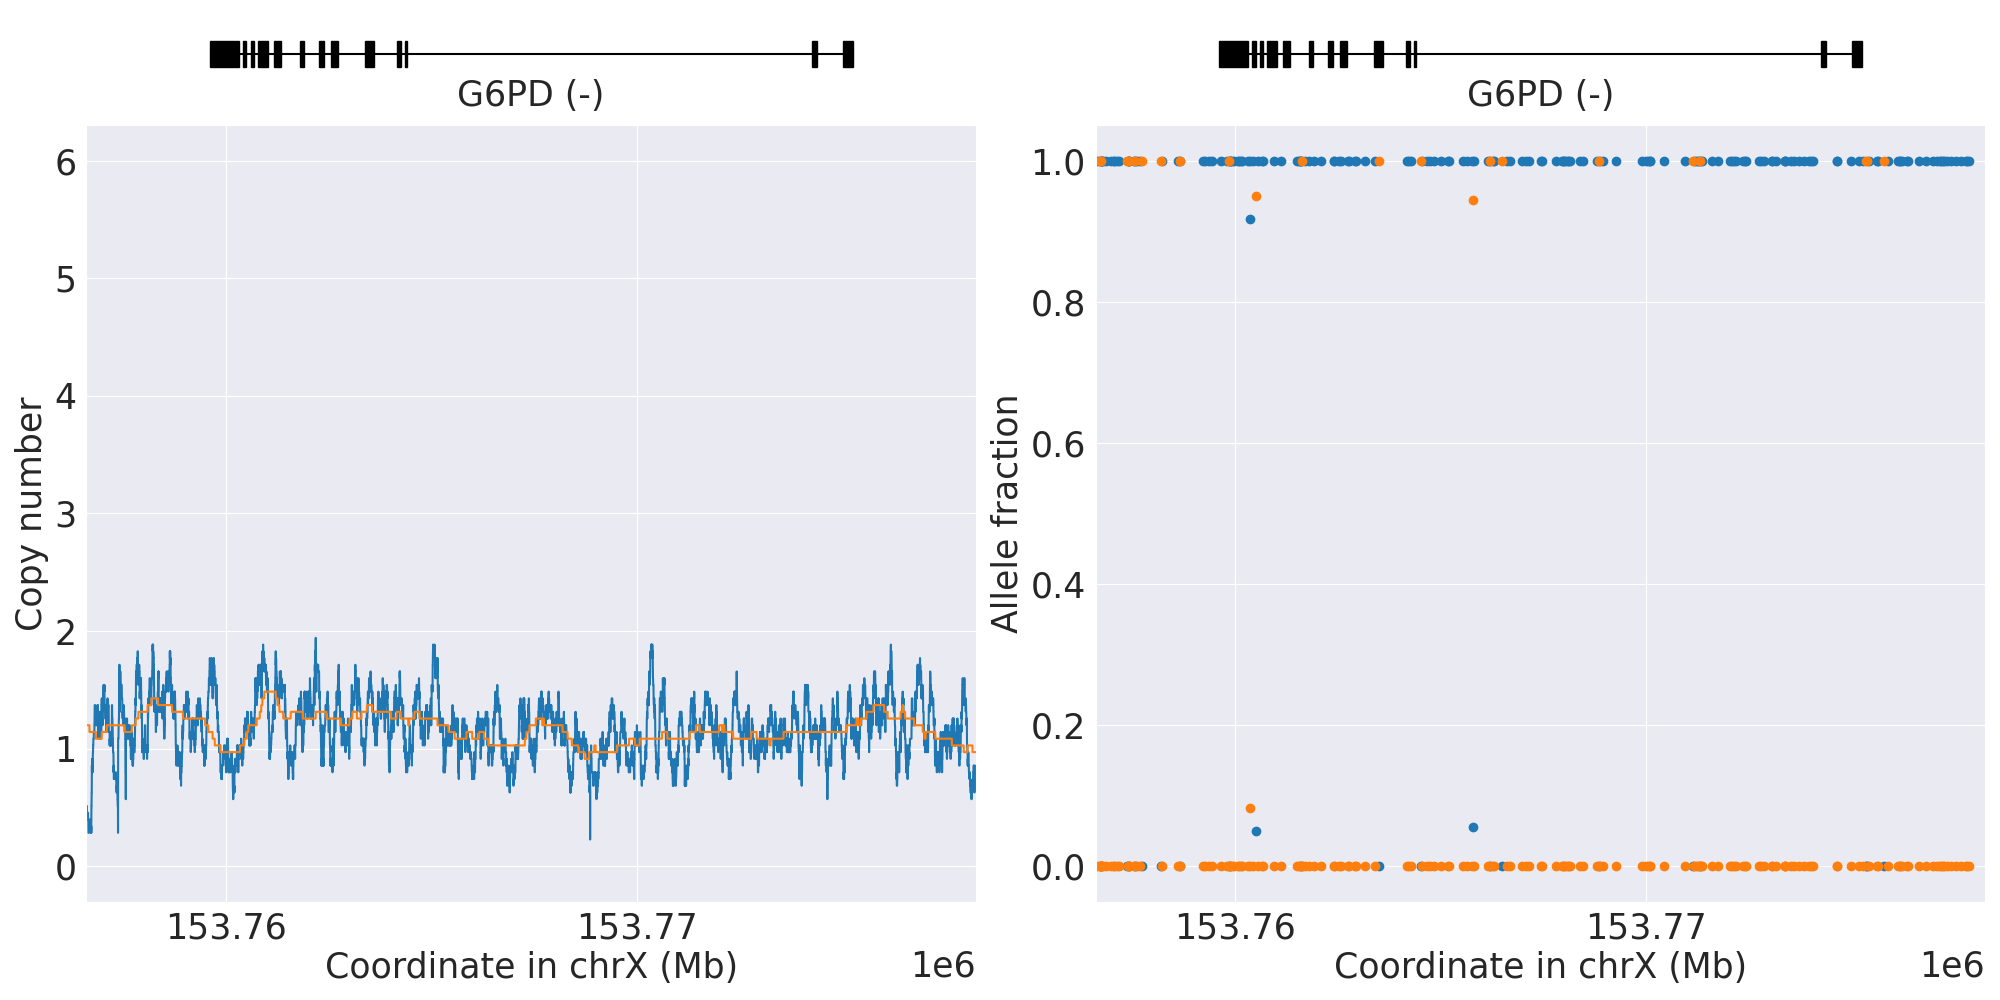 G6PD (-)
6
5
4
3
2
1
0
Copy number
153.76
153.77
Coordinate in chrX (Mb)
1e6
G6PD (-)
1.0
0.8
0.6
0.4
0.2
0.0
Allele fraction
153.76
153.77
Coordinate in chrX (Mb)
1e6